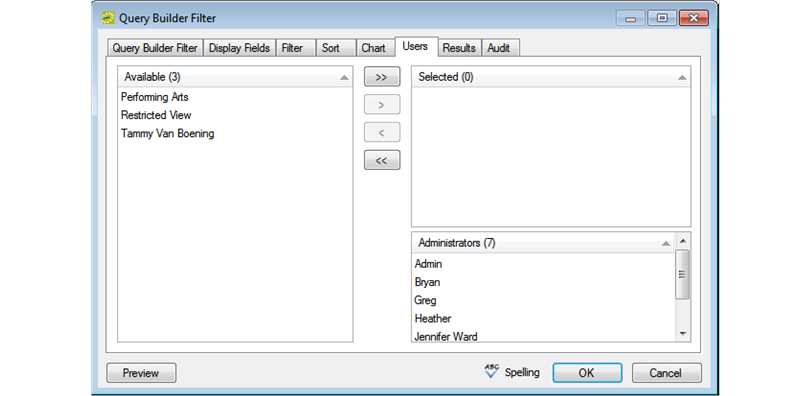 Query Builder Filter
Query Builder Filter Display Fields Filter Sort Chart Users Results Audit
Available (3)
Performing Arts
Restricted View
Tammy Van Boening
>>
>
<
<<
Selected (0)
Administrators (7)
Admin
Bryan
Greg
Heather
Jennifer Ward
Preview
ABC Spelling
OK
Cancel